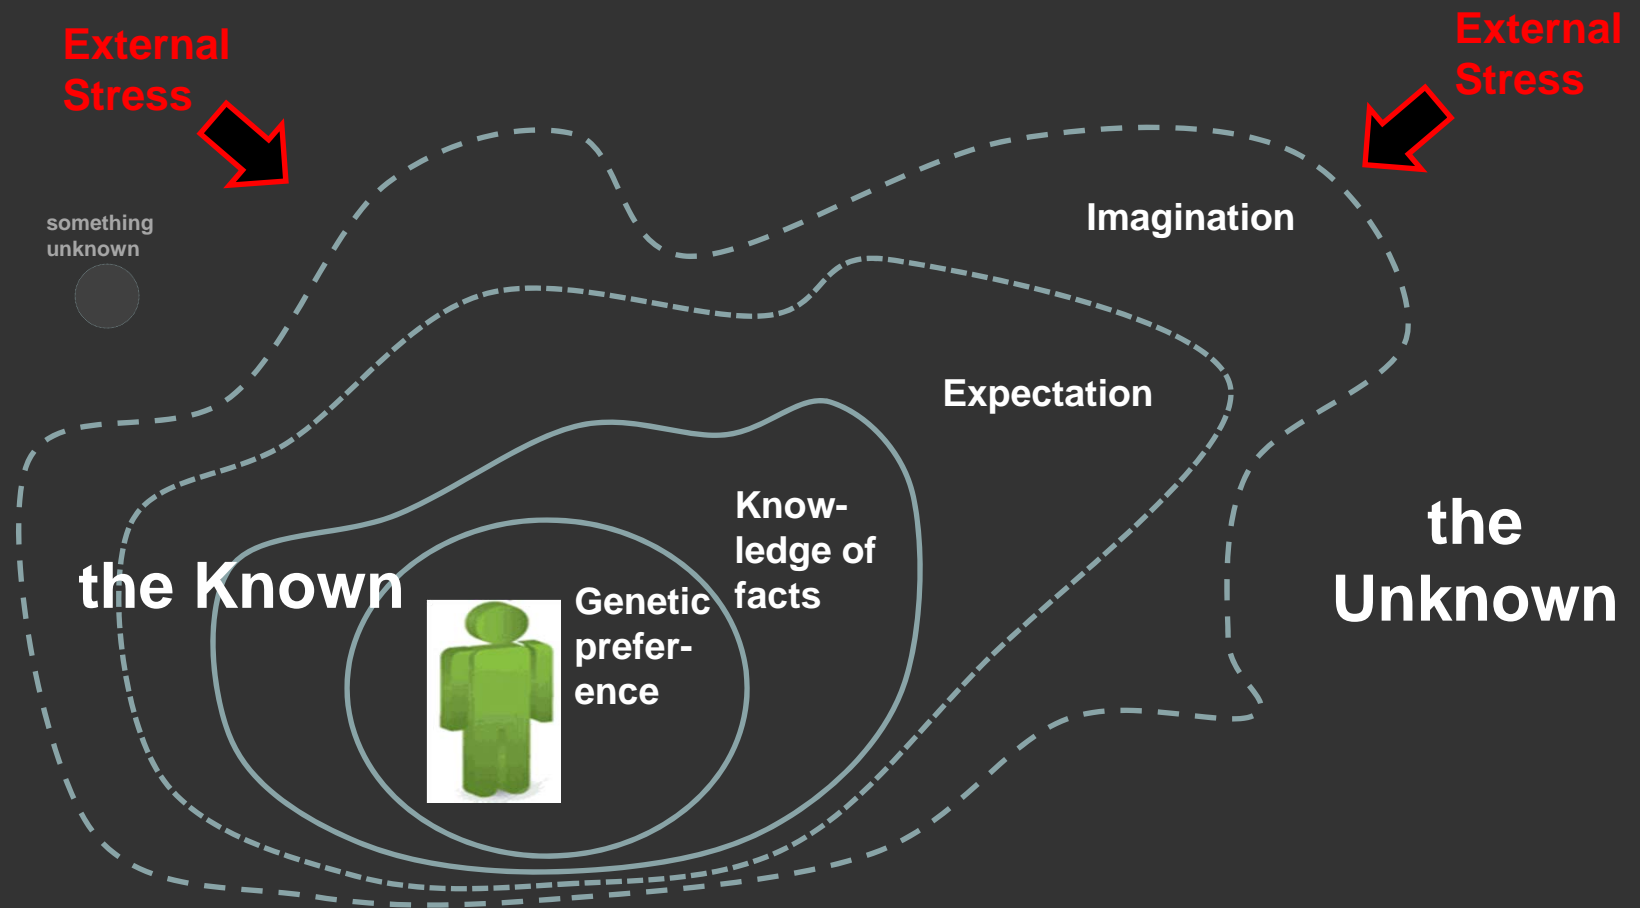 External
Stress
External
Stress
something
unknown
Imagination
Expectation
Know-
ledge of
facts
the
Unknown
the Known
Genetic
prefer-
ence